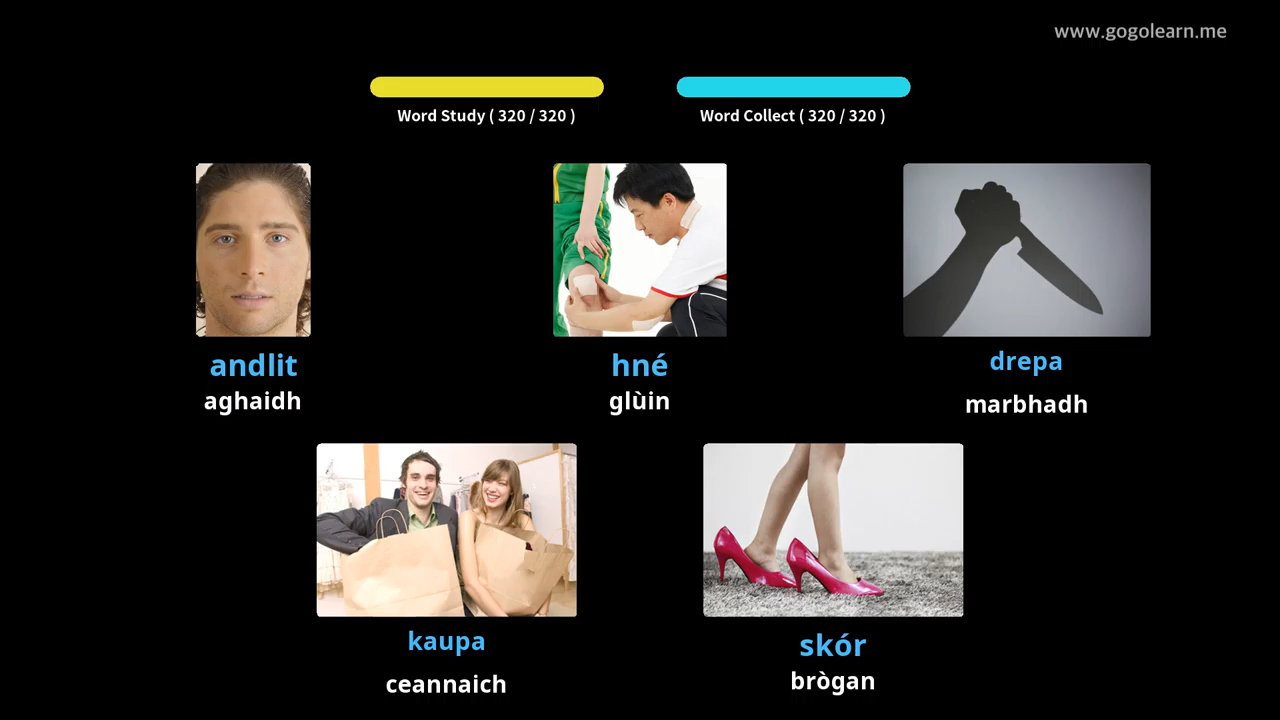 www.gogolearn.me
Word Study ( 320 / 320 )
Word Collect ( 320 / 320 )
andlit
aghaidh
hné
glùin
drepa
marbhadh
kaupa
ceannaich
skór
brògan